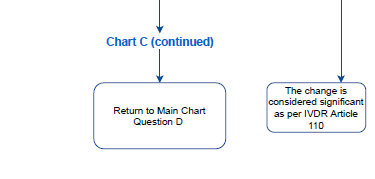 Chart C (continued)
Return to Main Chart
Question D
The change is
considered significant
as per IVDR Article
110